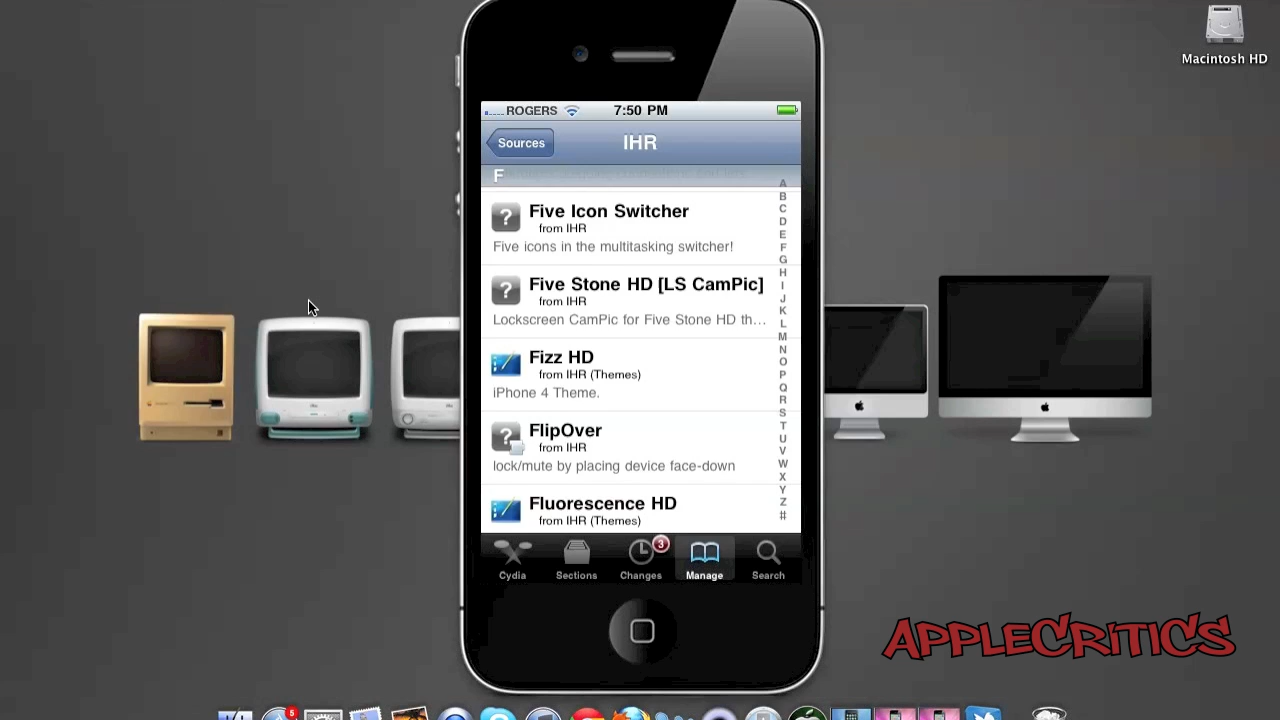 Macintosh HD
ROGERS 7:50 PM
Sources IHR
F
Five Icon Switcher
from IHR
Five icons in the multitasking switcher!
Five Stone HD [LS CamPic]
from IHR
Lockscreen CamPic for Five Stone HD th…
Fizz HD
from IHR (Themes)
iPhone 4 Theme.
FlipOver
from IHR
lock/mute by placing device face-down
Fluorescence HD
from IHR (Themes)
A
B
C
D
E
F
G
H
I
J
K
L
M
N
O
P
Q
R
S
T
U
V
W
X
Y
Z
#
3
Cydia Sections Changes Manage Search
APPLECRITICS
5